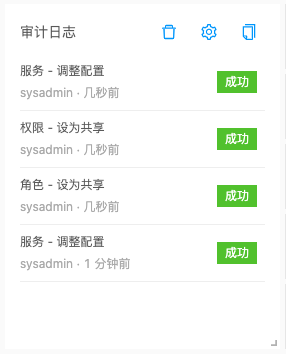 审计日志
服务 - 调整配置
sysadmin · 几秒前
成功
权限 - 设为共享
sysadmin · 几秒前
成功
角色 - 设为共享
sysadmin · 几秒前
成功
服务 - 调整配置
sysadmin · 1 分钟前
成功